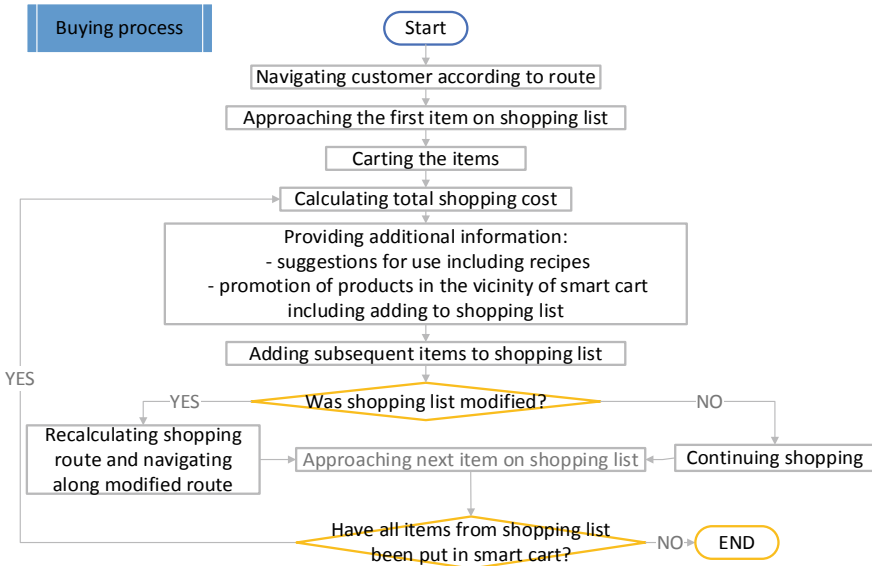 Buying process
Start
Navigating customer according to route
Approaching the first item on shopping list
Carting the items
Calculating total shopping cost
Providing additional information:
- suggestions for use including recipes
- promotion of products in the vicinity of smart cart
including adding to shopping list
Adding subsequent items to shopping list
YES
Was shopping list modified?
YES
NO
Recalculating shopping
route and navigating
along modified route
Approaching next item on shopping list
Continuing shopping
Have all items from shopping list
been put in smart cart?
NO
END